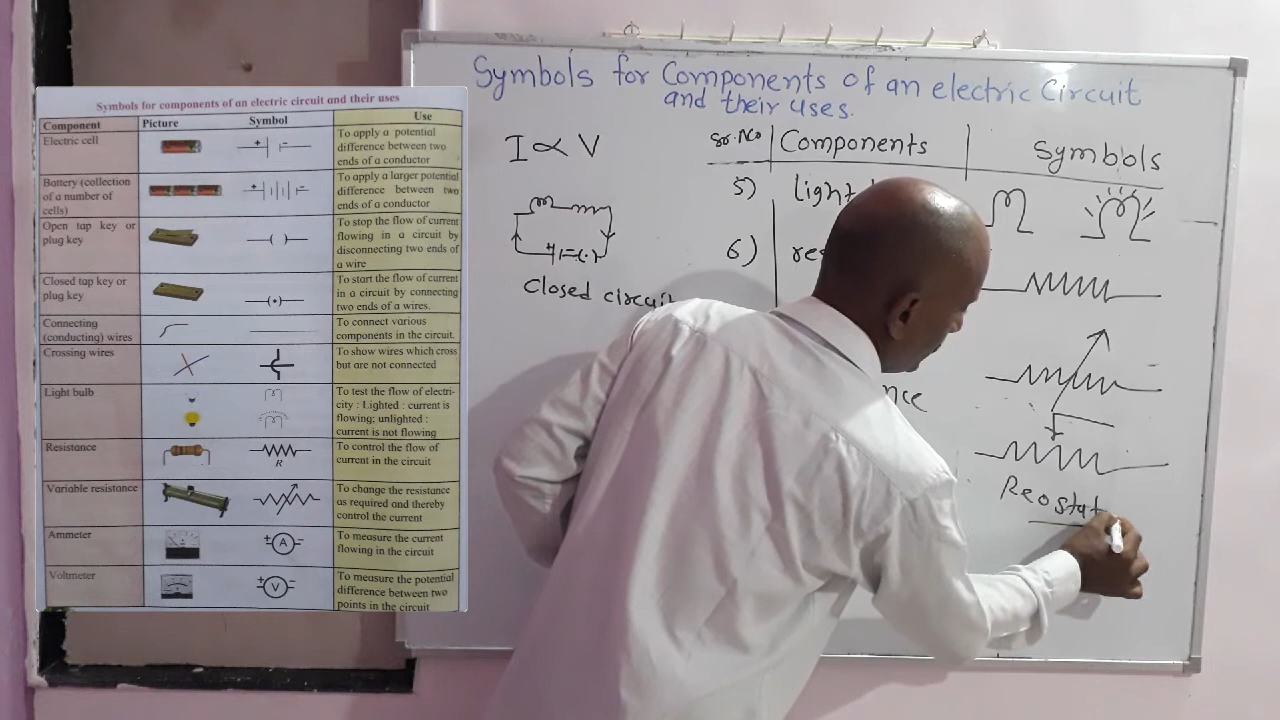 Symbols for components of an electric circuit and their uses
Component Picture Symbol Use
Electric cell
To apply a potential
difference between two
ends of a conductor
Battery (collection
of a number of
cells)
To apply a larger potential
difference between two
ends of a conductor
Open tap key or
plug key
To stop the flow of current
flowing in a circuit by
disconnecting two ends of
a wire
Closed tap key or
plug key
To start the flow of current
in a circuit by connecting
two ends of a wires.
Connecting
(conducting) wires
To connect various
components in the circuit.
Crossing wires
To show wires which cross
but are not connected
Light bulb
To test the flow of electri-
city : Lighted : current is
flowing; unlighted :
current is not flowing
Resistance
R
To control the flow of
current in the circuit
Variable resistance
To change the resistance
as required and thereby
control the current
Ammeter
A
To measure the current
flowing in the circuit
Voltmeter
V
To measure the potential
difference between two
points in the circuit
Symbols for Components of an electric Circuit
and their uses.
I ∝ V
Closed circuit
Sr. No Components Symbols
5) light
6)
Reostat